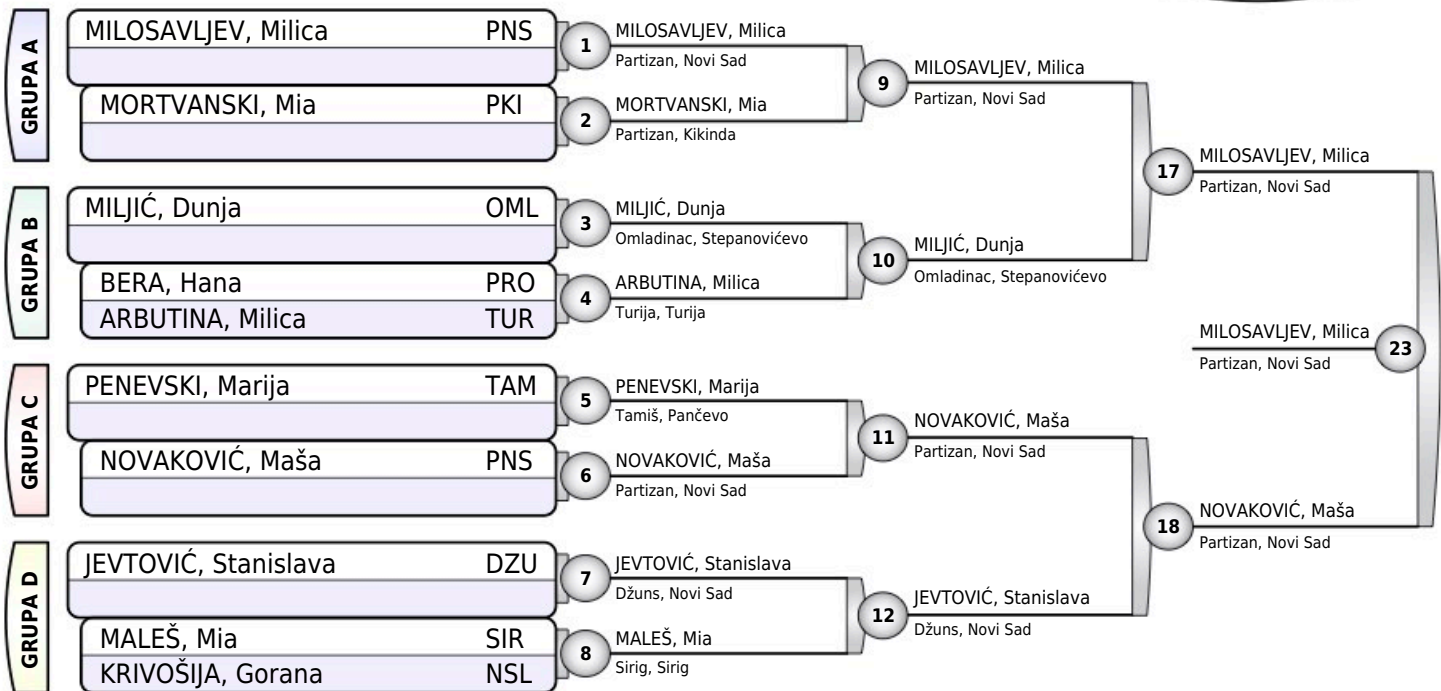 GRUPA A
MILOSAVLJEV, Milica PNS
MORTVANSKI, Mia PKI
GRUPA B
MILJIĆ, Dunja OML
BERA, Hana PRO
ARBUTINA, Milica TUR
GRUPA C
PENEVSKI, Marija TAM
NOVAKOVIĆ, Maša PNS
GRUPA D
JEVTOVIĆ, Stanislava DZU
MALEŠ, Mia SIR
KRIVOŠIJA, Gorana NSL
1
MILOSAVLJEV, Milica
Partizan, Novi Sad
2
MORTVANSKI, Mia
Partizan, Kikinda
3
MILJIĆ, Dunja
Omladinac, Stepanovićevo
4
ARBUTINA, Milica
Turija, Turija
5
PENEVSKI, Marija
Tamiš, Pančevo
6
NOVAKOVIĆ, Maša
Partizan, Novi Sad
7
JEVTOVIĆ, Stanislava
Džuns, Novi Sad
8
MALEŠ, Mia
Sirig, Sirig
9
MILOSAVLJEV, Milica
Partizan, Novi Sad
10
MILJIĆ, Dunja
Omladinac, Stepanovićevo
11
NOVAKOVIĆ, Maša
Partizan, Novi Sad
12
JEVTOVIĆ, Stanislava
Džuns, Novi Sad
17
MILOSAVLJEV, Milica
Partizan, Novi Sad
18
NOVAKOVIĆ, Maša
Partizan, Novi Sad
MILOSAVLJEV, Milica
Partizan, Novi Sad
23